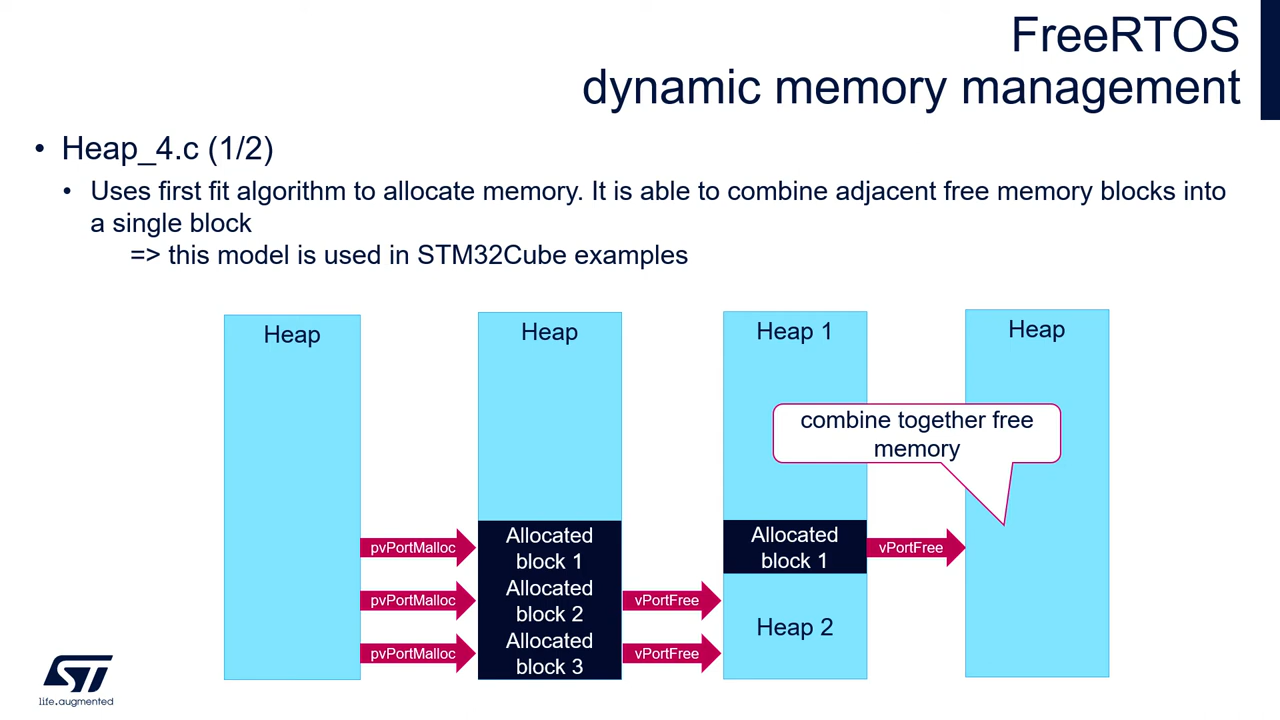 FreeRTOS
dynamic memory management
• Heap_4.c (1/2)
• Uses first fit algorithm to allocate memory. It is able to combine adjacent free memory blocks into
a single block
=> this model is used in STM32Cube examples
Heap
Heap
Heap 1
Heap
combine together free
memory
pvPortMalloc
Allocated
block 1
Allocated
block 1
vPortFree
pvPortMalloc
Allocated
block 2
vPortFree
Heap 2
pvPortMalloc
Allocated
block 3
vPortFree
ST
life.augmented